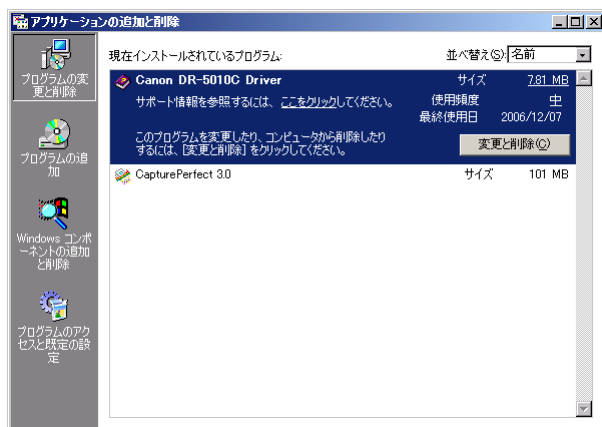 アプリケーションの追加と削除
プログラムの変
更と削除
プログラムの追
加
Windows コンポ
ーネントの追加
と削除
プログラムのアク
セスと既定の設
定
現在インストールされているプログラム:
並べ替え(S): 名前
Canon DR-5010C Driver
サイズ 7.81 MB
サポート情報を参照するには、ここをクリックしてください。
使用頻度 中
最終使用日 2006/12/07
このプログラムを変更したり、コンピュータから削除したり
するには、[変更と削除] をクリックしてください。
変更と削除(C)
CapturePerfect 3.0
サイズ 101 MB